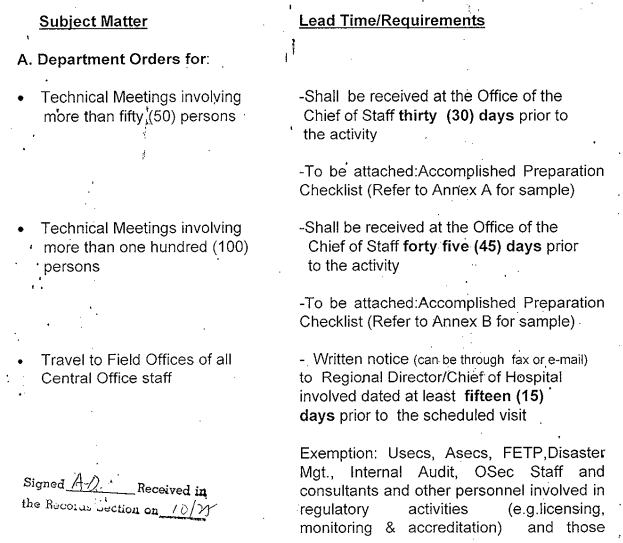 Subject Matter
Lead Time/Requirements
A. Department Orders for:
• Technical Meetings involving
more than fifty (50) persons
-Shall be received at the Office of the
Chief of Staff thirty (30) days prior to
the activity
-To be attached:Accomplished Preparation
Checklist (Refer to Annex A for sample)
• Technical Meetings involving
more than one hundred (100)
persons
-Shall be received at the Office of the
Chief of Staff forty five (45) days prior
to the activity
-To be attached:Accomplished Preparation
Checklist (Refer to Annex B for sample)
• Travel to Field Offices of all
Central Office staff
- Written notice (can be through fax or e-mail)
to Regional Director/Chief of Hospital
involved dated at least fifteen (15)
days prior to the scheduled visit
Exemption: Usecs, Asecs, FETP,Disaster
Mgt., Internal Audit, OSec Staff and
consultants and other personnel involved in
regulatory activities (e.g.licensing,
monitoring & accreditation) and those
Signed Received in
the Records Section on 10/